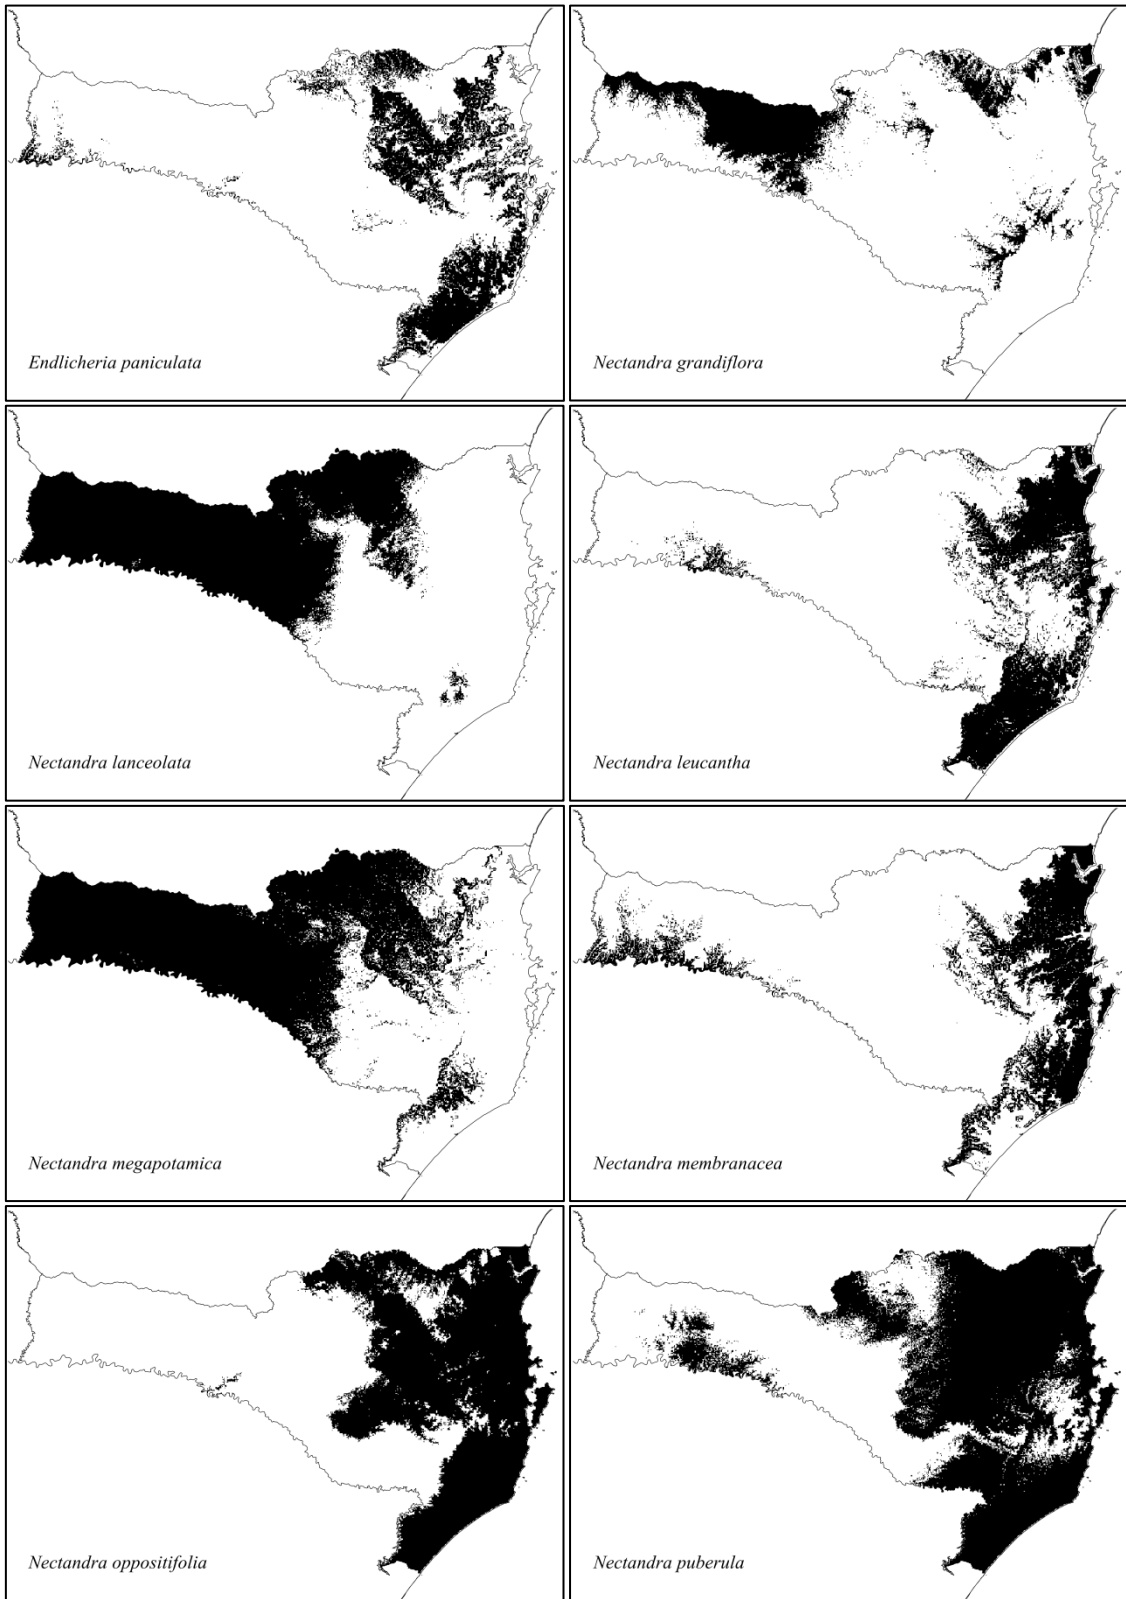 Endlicheria paniculata
Nectandra grandiflora
Nectandra lanceolata
Nectandra leucantha
Nectandra megapotamica
Nectandra membranacea
Nectandra oppositifolia
Nectandra puberula